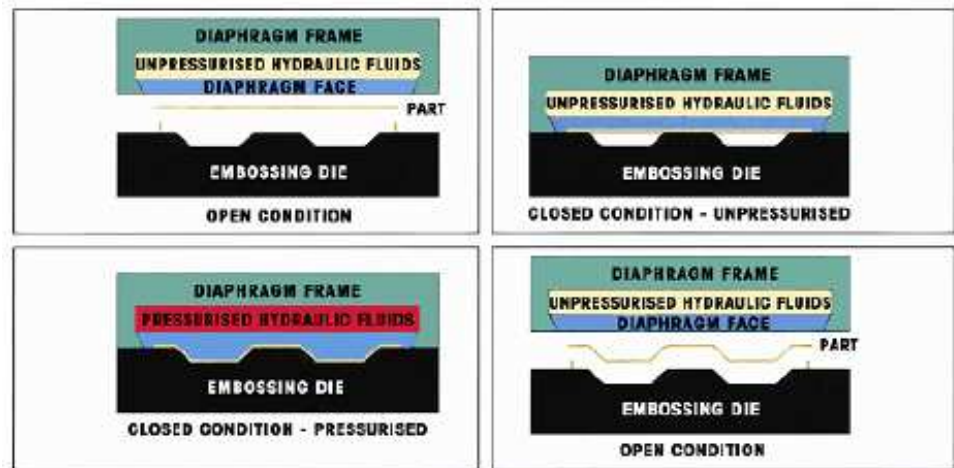 DIAPHRAGM FRAME
UNPRESSURISED HYDRAULIC FLUIDS
DIAPHRAGM FACE
PART
EMBOSSING DIE
OPEN CONDITION
DIAPHRAGM FRAME
UNPRESSURISED HYDRAULIC FLUIDS
EMBOSSING DIE
CLOSED CONDITION - UNPRESSURISED
DIAPHRAGM FRAME
PRESSURISED HYDRAULIC FLUIDS
EMBOSSING DIE
CLOSED CONDITION - PRESSURISED
DIAPHRAGM FRAME
UNPRESSURISED HYDRAULIC FLUIDS
DIAPHRAGM FACE
PART
EMBOSSING DIE
OPEN CONDITION